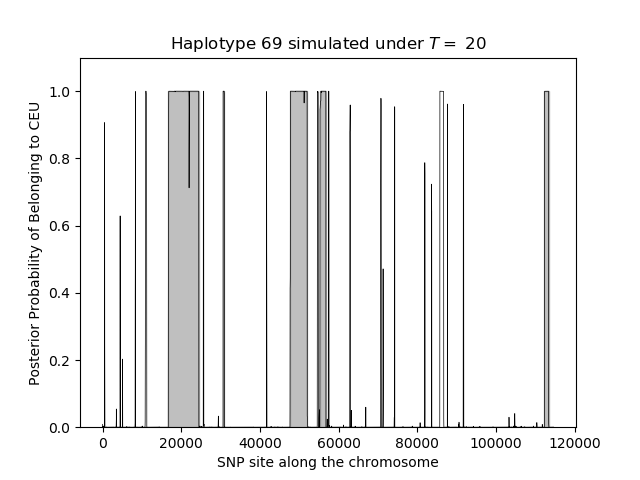 Haplotype 69 simulated under T = 20
Posterior Probability of Belonging to CEU
1.0
0.8
0.6
0.4
0.2
0.0
0 20000 40000 60000 80000 100000 120000
SNP site along the chromosome